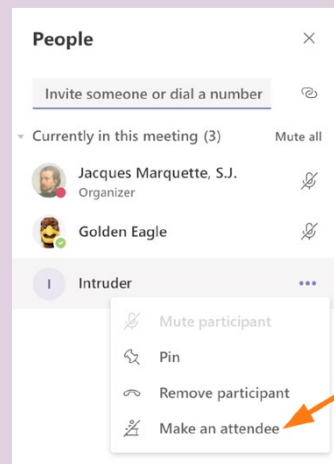 People
Invite someone or dial a number
Currently in this meeting (3) Mute all
Jacques Marquette, S.J.
Organizer
Golden Eagle
I Intruder
Mute participant
Pin
Remove participant
Make an attendee